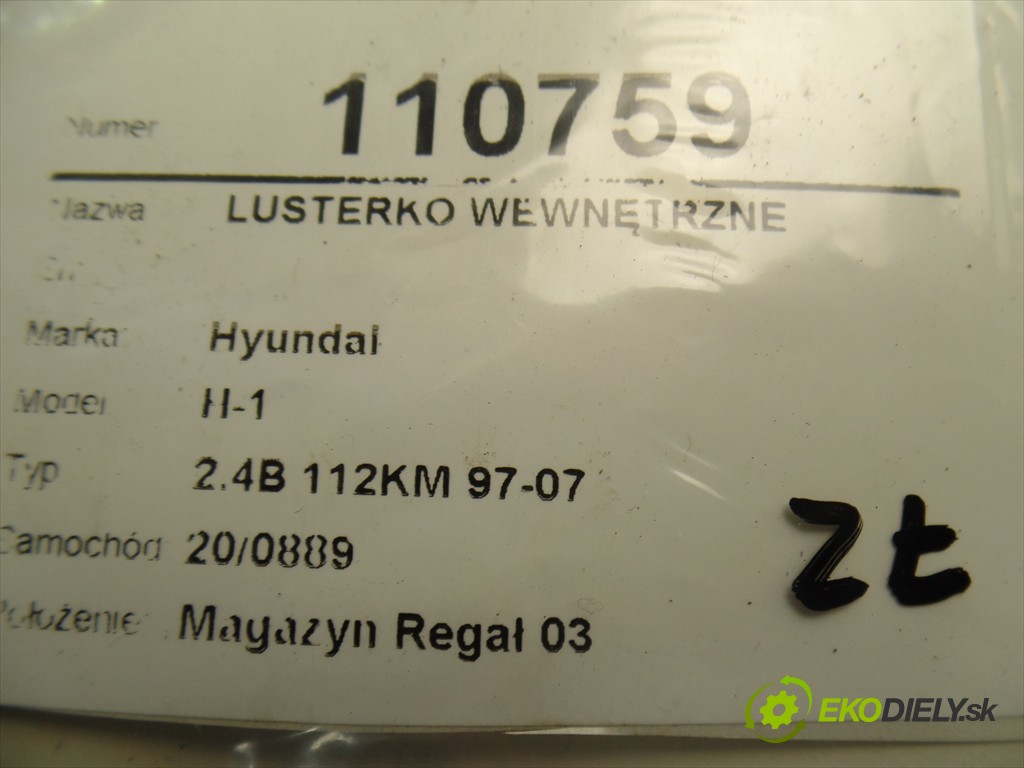 Numer 110759
Nazwa LUSTERKO WEWNĘTRZNE
Marka Hyundai
Model H-1
Typ 2.4B 112KM 97-07
Samochód 20/0889
Położenie Magazyn Regał 03
Zł
EKODIELY.sk